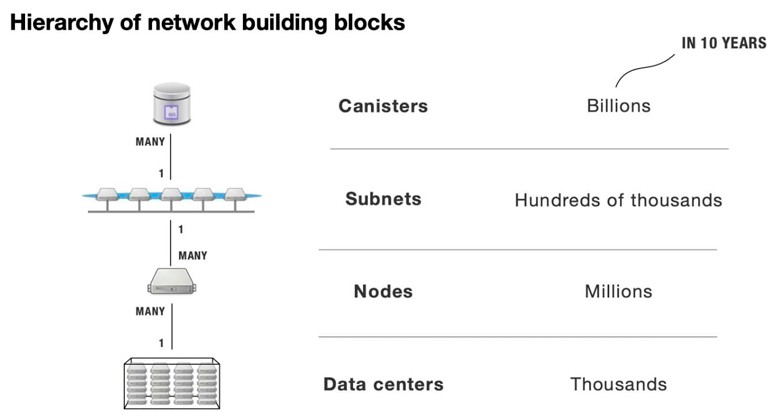 Hierarchy of network building blocks
IN 10 YEARS
Canisters Billions
MANY
1
Subnets Hundreds of thousands
1
MANY
Nodes Millions
MANY
1
Data centers Thousands